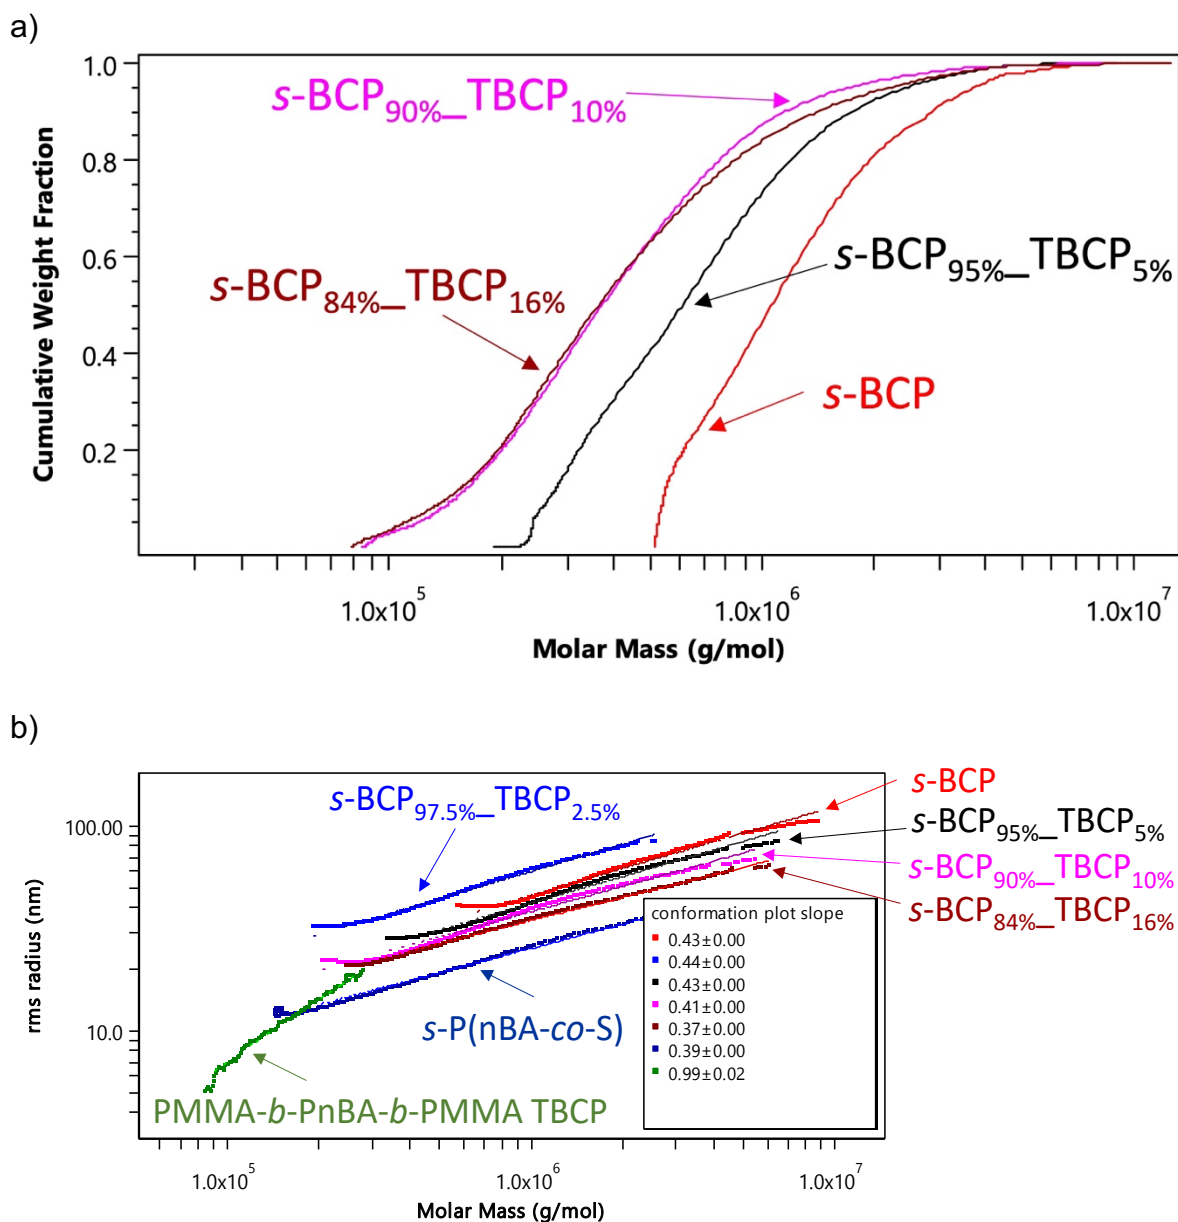 a)
1.0
0.8
0.6
0.4
0.2
Cumulative Weight Fraction
s-BCP90%_TBCP10%
s-BCP84%_TBCP16%
s-BCP95%_TBCP5%
s-BCP
1.0x10^5
1.0x10^6
1.0x10^7
Molar Mass (g/mol)
b)
100.00
10.0
rms radius (nm)
s-BCP97.5%_TBCP2.5%
s-BCP
s-BCP95%_TBCP5%
s-BCP90%_TBCP10%
s-BCP84%_TBCP16%
conformation plot slope
0.43±0.00
0.44±0.00
0.43±0.00
0.41±0.00
0.37±0.00
0.39±0.00
0.99±0.02
s-P(nBA-co-S)
PMMA-b-PnBA-b-PMMA TBCP
1.0x10^5
1.0x10^6
1.0x10^7
Molar Mass (g/mol)